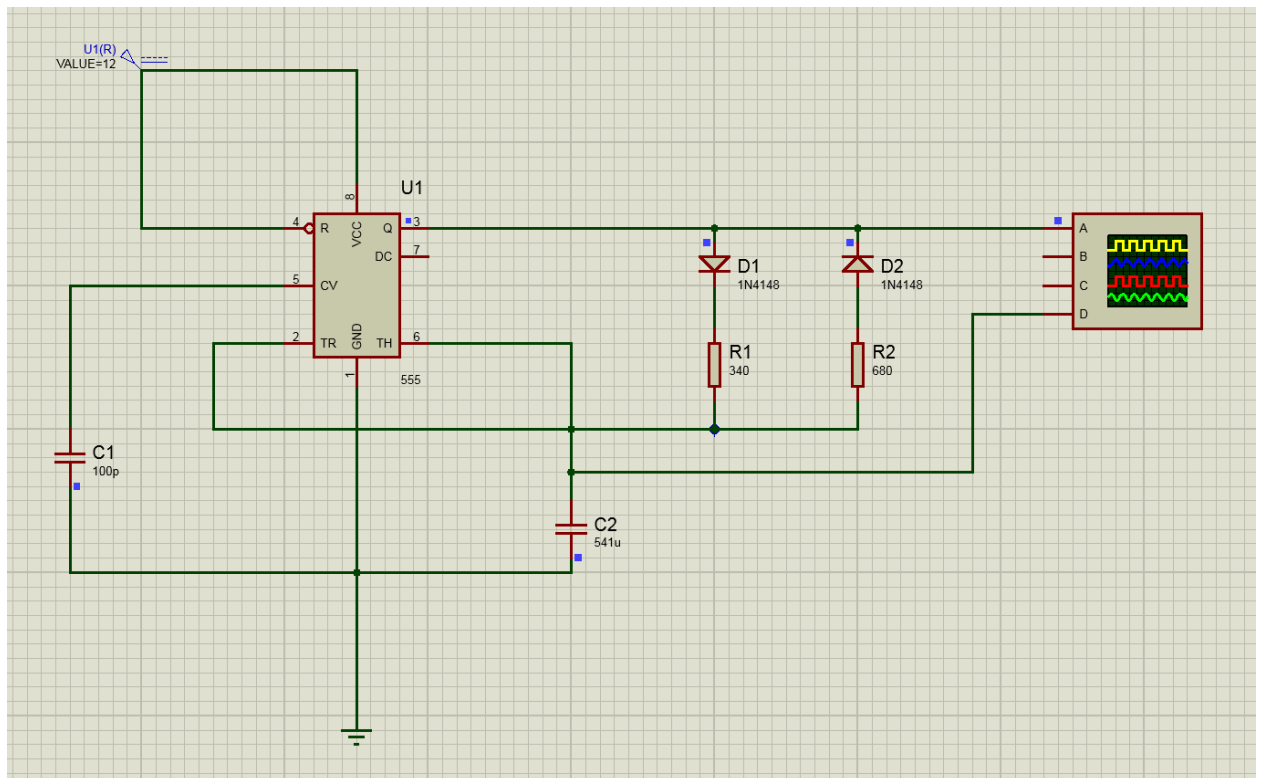 U1(R)
VALUE=12
U1
8
4
R
VCC
Q
3
DC
7
5
CV
2
TR
GND
TH
6
1
555
D1
1N4148
D2
1N4148
A
B
C
D
R1
340
R2
680
C1
100p
C2
541u